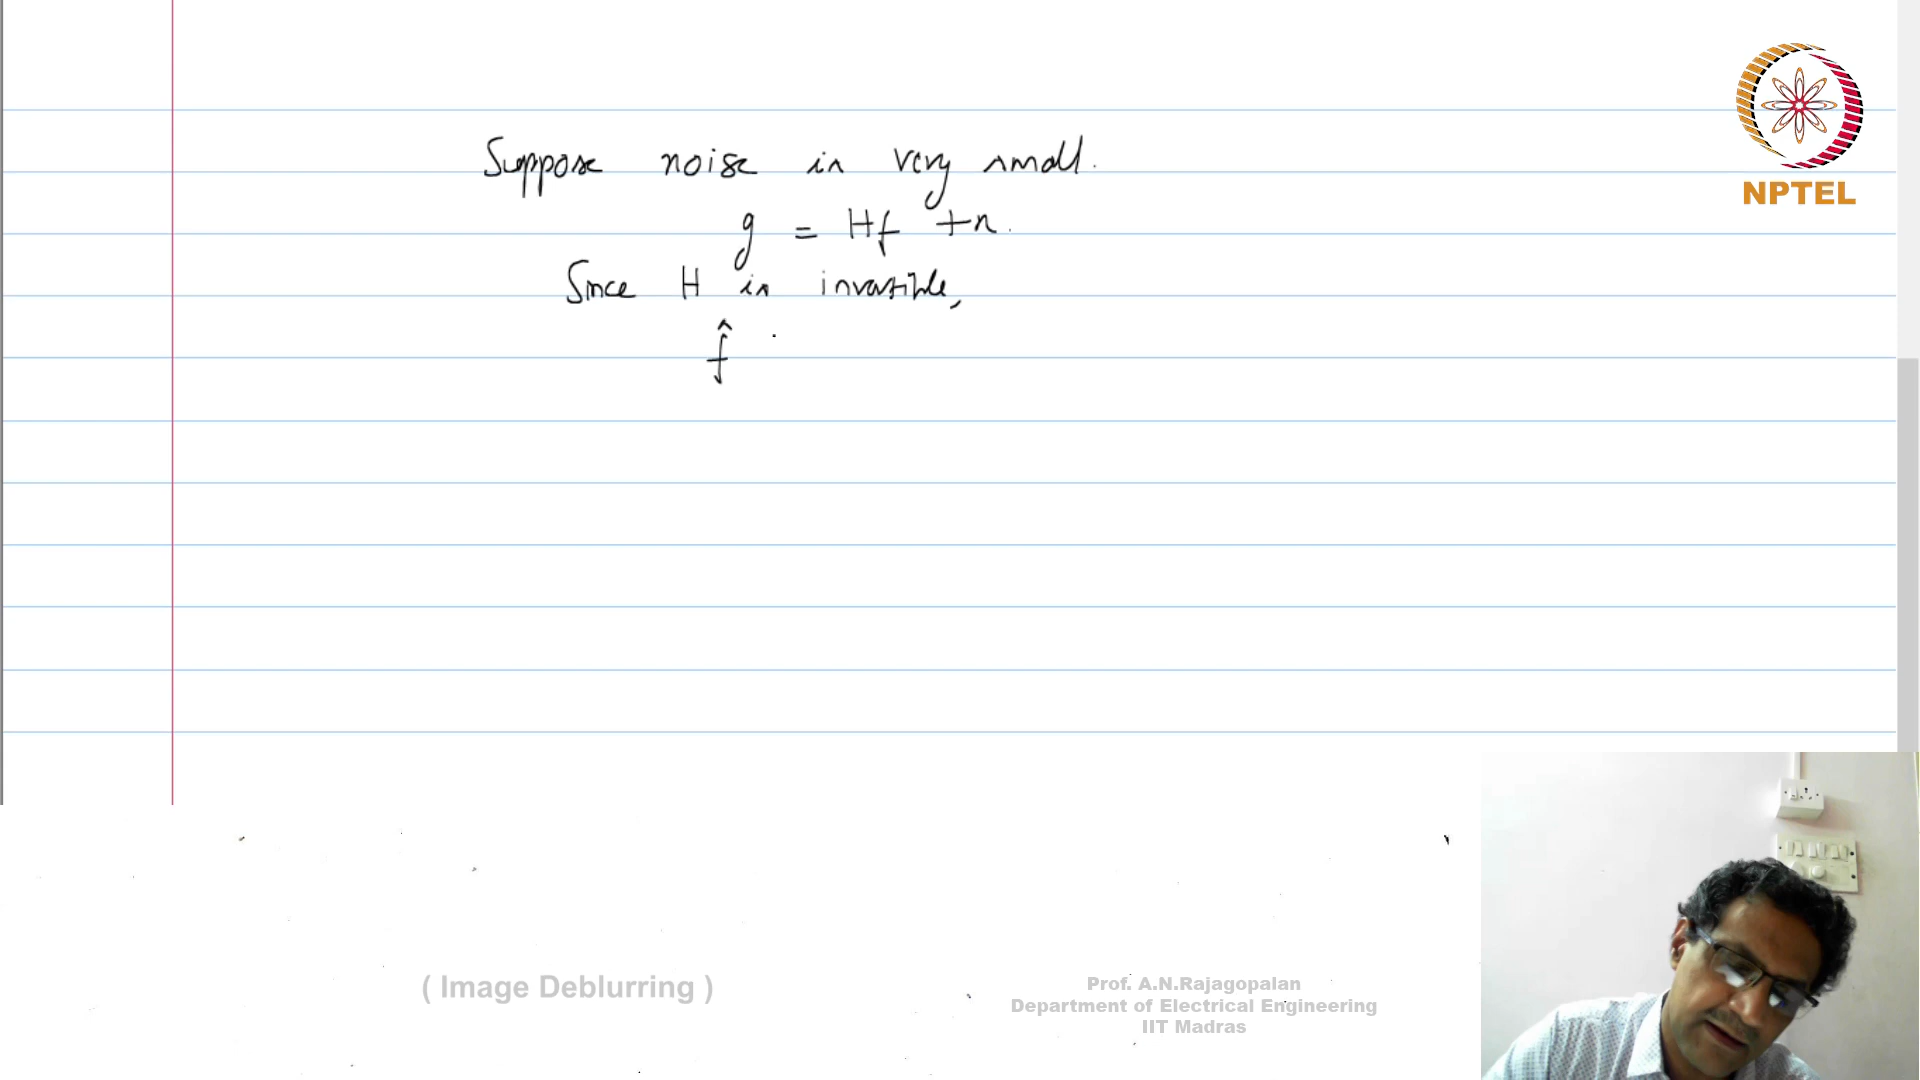 Suppose noise is very small.
g = Hf + n.
Since H is invertible,
f̂
NPTEL
( Image Deblurring )
Prof. A.N.Rajagopalan
Department of Electrical Engineering
IIT Madras